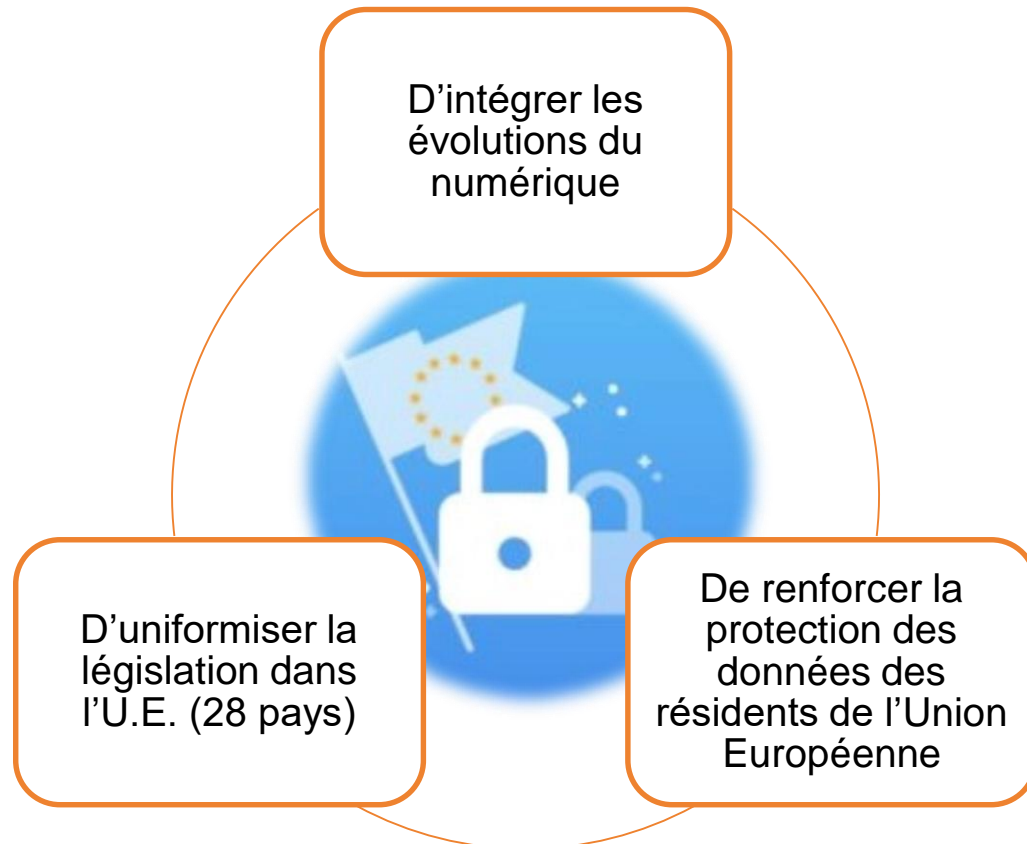 D’intégrer les
évolutions du
numérique
D’uniformiser la
législation dans
l’U.E. (28 pays)
De renforcer la
protection des
données des
résidents de l’Union
Européenne